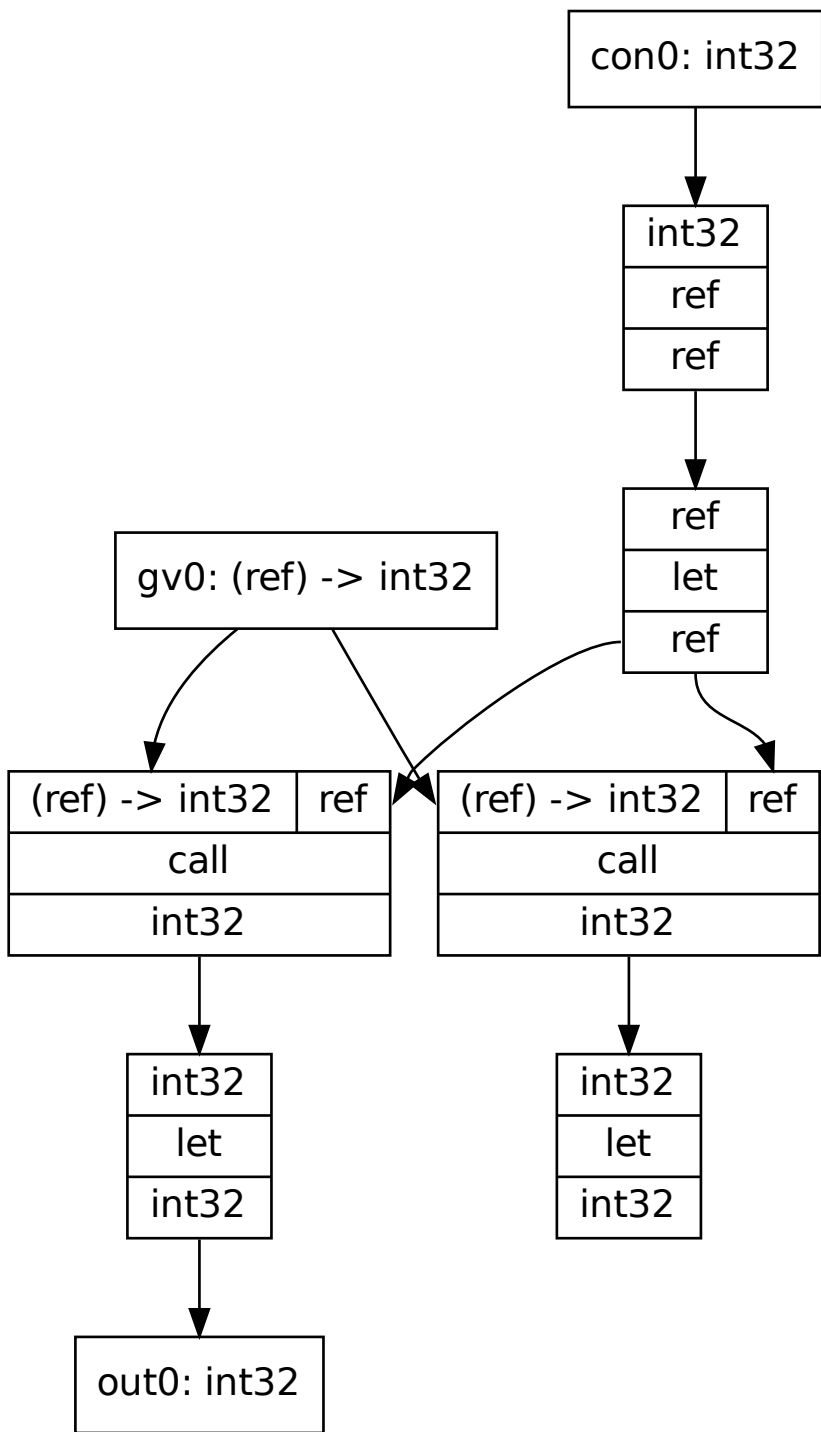 con0: int32
int32
ref
ref
ref
let
ref
gv0: (ref) -> int32
(ref) -> int32
ref
call
int32
(ref) -> int32
ref
call
int32
int32
let
int32
int32
let
int32
out0: int32